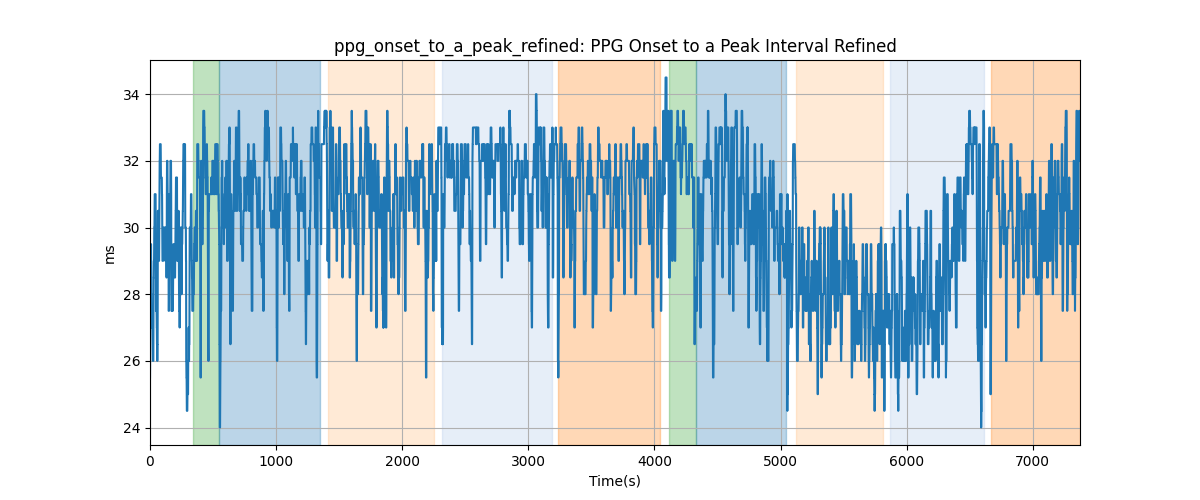 ppg_onset_to_a_peak_refined: PPG Onset to a Peak Interval Refined
34
32
30
28
26
24
ms
0 1000 2000 3000 4000 5000 6000 7000
Time(s)